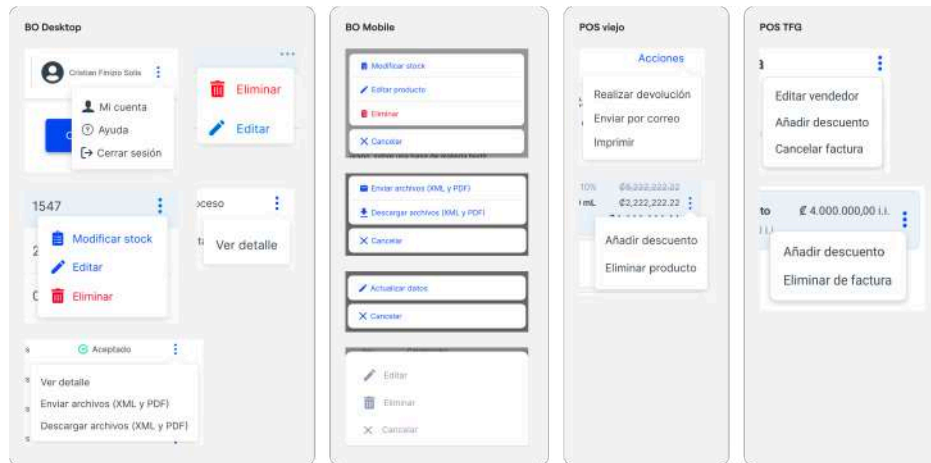 BO Desktop
Cristian Finizio Solis
Mi cuenta
Ayuda
Cerrar sesión
Eliminar
Editar
1547
Modificar stock
Editar
Eliminar
Ver detalle
Aceptado
Ver detalle
Enviar archivos (XML y PDF)
Descargar archivos (XML y PDF)
BO Mobile
Modificar stock
Editar producto
Eliminar
Cancelar
Enviar archivos (XML y PDF)
Descargar archivos (XML y PDF)
Cancelar
Actualizar datos
Cancelar
Editar
Eliminar
Cancelar
POS viejo
Acciones
Realizar devolución
Enviar por correo
Imprimir
10% ₡6,222,222.22
mL ₡2,222,222.22
Añadir descuento
Eliminar producto
POS TFG
Editar vendedor
Añadir descuento
Cancelar factura
to ₡ 4.000.000,00 i.i.
Añadir descuento
Eliminar de factura